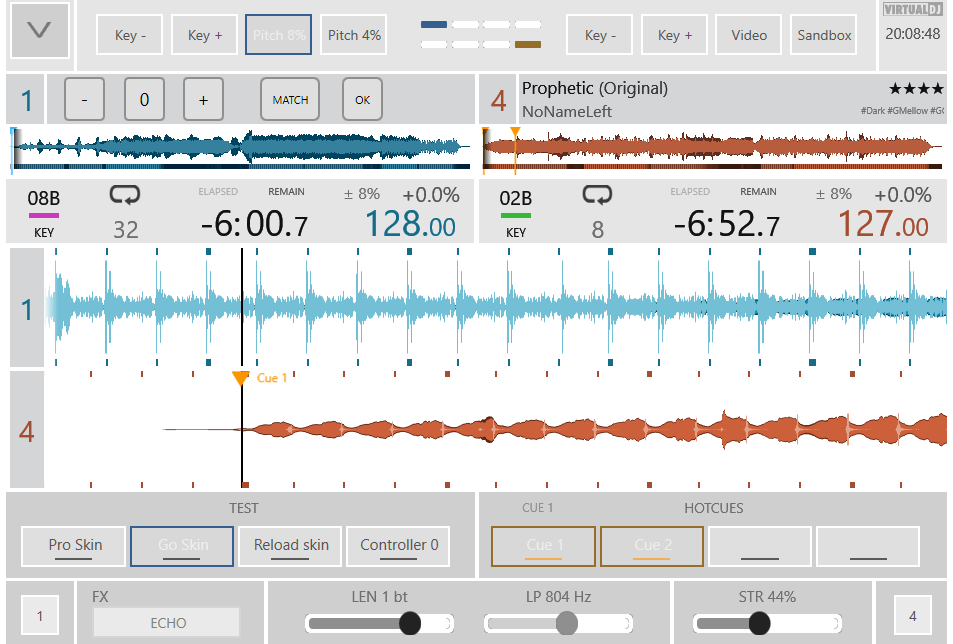 Key -
Key +
Pitch 8%
Pitch 4%
Key -
Key +
Video
Sandbox
VIRTUALDJ
20:08:48
1
-
0
+
MATCH
OK
4
Prophetic (Original)
★★★★
NoNameLeft
#Dark #GMellow #G
08B
KEY
32
ELAPSED
REMAIN
-6:00.7
± 8%
+0.0%
128.00
02B
KEY
8
ELAPSED
REMAIN
-6:52.7
± 8%
+0.0%
127.00
1
Cue 1
4
TEST
Pro Skin
Go Skin
Reload skin
Controller 0
CUE 1
HOTCUES
Cue 1
Cue 2
1
FX
ECHO
LEN 1 bt
LP 804 Hz
STR 44%
4